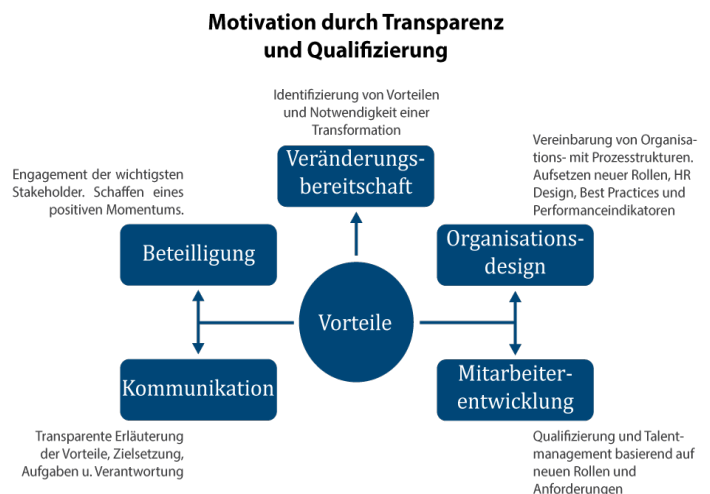 Motivation durch Transparenz
und Qualifizierung
Identifizierung von Vorteilen
und Notwendigkeit einer
Transformation
Veränderungs-
bereitschaft
Engagement der wichtigsten
Stakeholder. Schaffen eines
positiven Momentums.
Beteilligung
Vereinbarung von Organisa-
tions- mit Prozesstrukturen.
Aufsetzen neuer Rollen, HR
Design, Best Practices und
Performanceindikatoren
Organisations-
design
Vorteile
Kommunikation
Transparente Erläuterung
der Vorteile, Zielsetzung,
Aufgaben u. Verantwortung
Mitarbeiter-
entwicklung
Qualifizierung und Talent-
management basierend auf
neuen Rollen und
Anforderungen